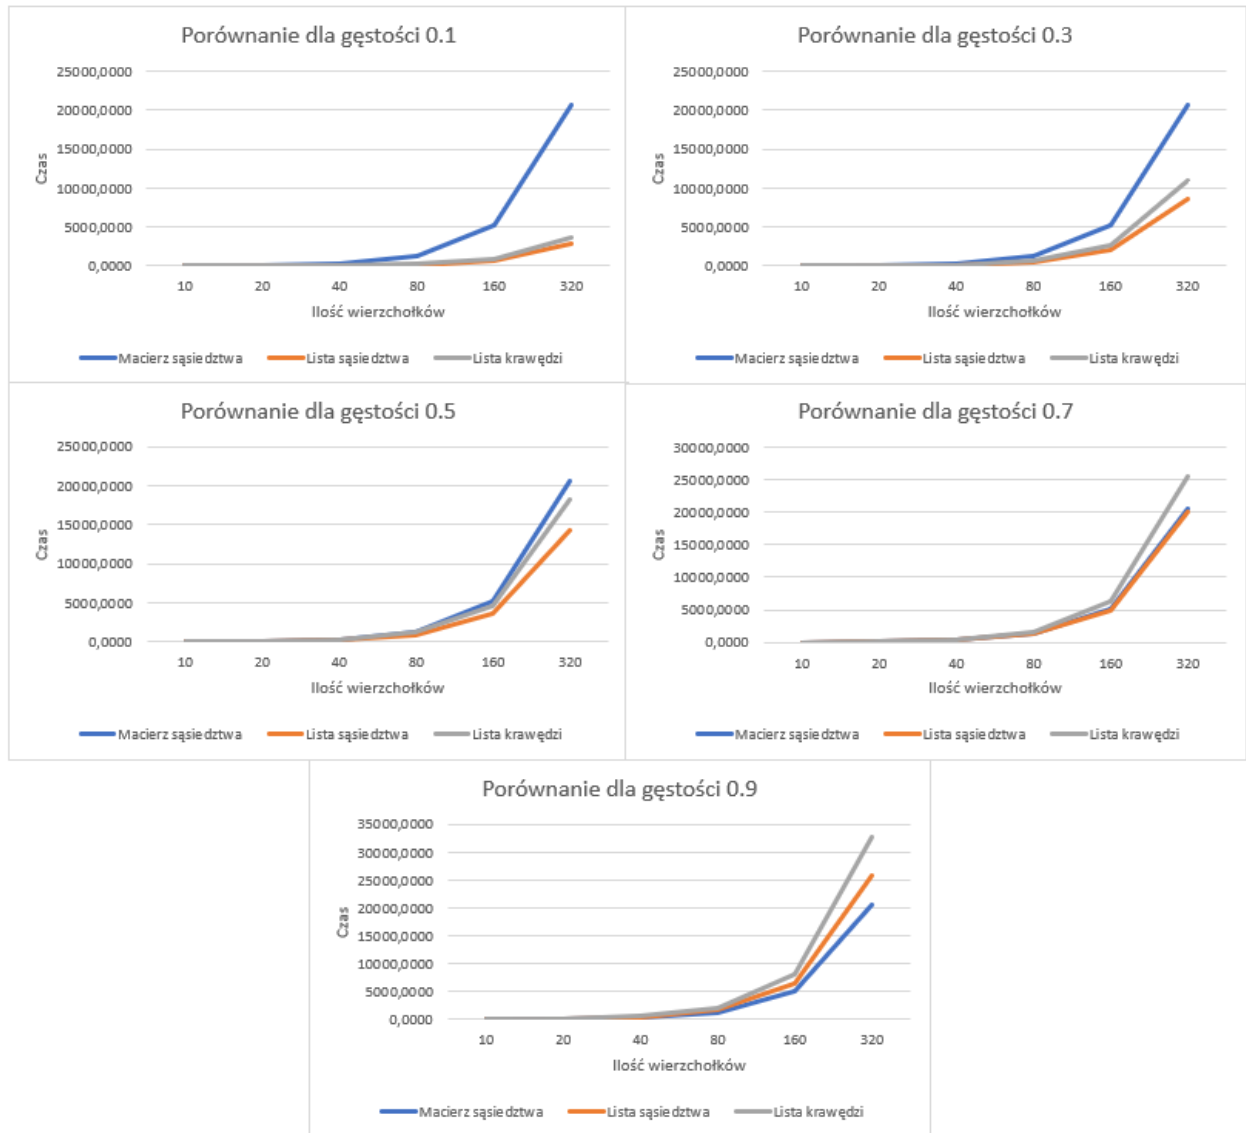 Porównanie dla gęstości 0.1
25000,0000
20000,0000
15000,0000
10000,0000
5000,0000
0,0000
Czas
10 20 40 80 160 320
Ilość wierzchołków
Macierz sąsiedztwa Lista sąsiedztwa Lista krawędzi
Porównanie dla gęstości 0.3
25000,0000
20000,0000
15000,0000
10000,0000
5000,0000
0,0000
Czas
10 20 40 80 160 320
Ilość wierzchołków
Macierz sąsiedztwa Lista sąsiedztwa Lista krawędzi
Porównanie dla gęstości 0.5
25000,0000
20000,0000
15000,0000
10000,0000
5000,0000
0,0000
Czas
10 20 40 80 160 320
Ilość wierzchołków
Macierz sąsiedztwa Lista sąsiedztwa Lista krawędzi
Porównanie dla gęstości 0.7
30000,0000
25000,0000
20000,0000
15000,0000
10000,0000
5000,0000
0,0000
Czas
10 20 40 80 160 320
Ilość wierzchołków
Macierz sąsiedztwa Lista sąsiedztwa Lista krawędzi
Porównanie dla gęstości 0.9
35000,0000
30000,0000
25000,0000
20000,0000
15000,0000
10000,0000
5000,0000
0,0000
Czas
10 20 40 80 160 320
Ilość wierzchołków
Macierz sąsiedztwa Lista sąsiedztwa Lista krawędzi